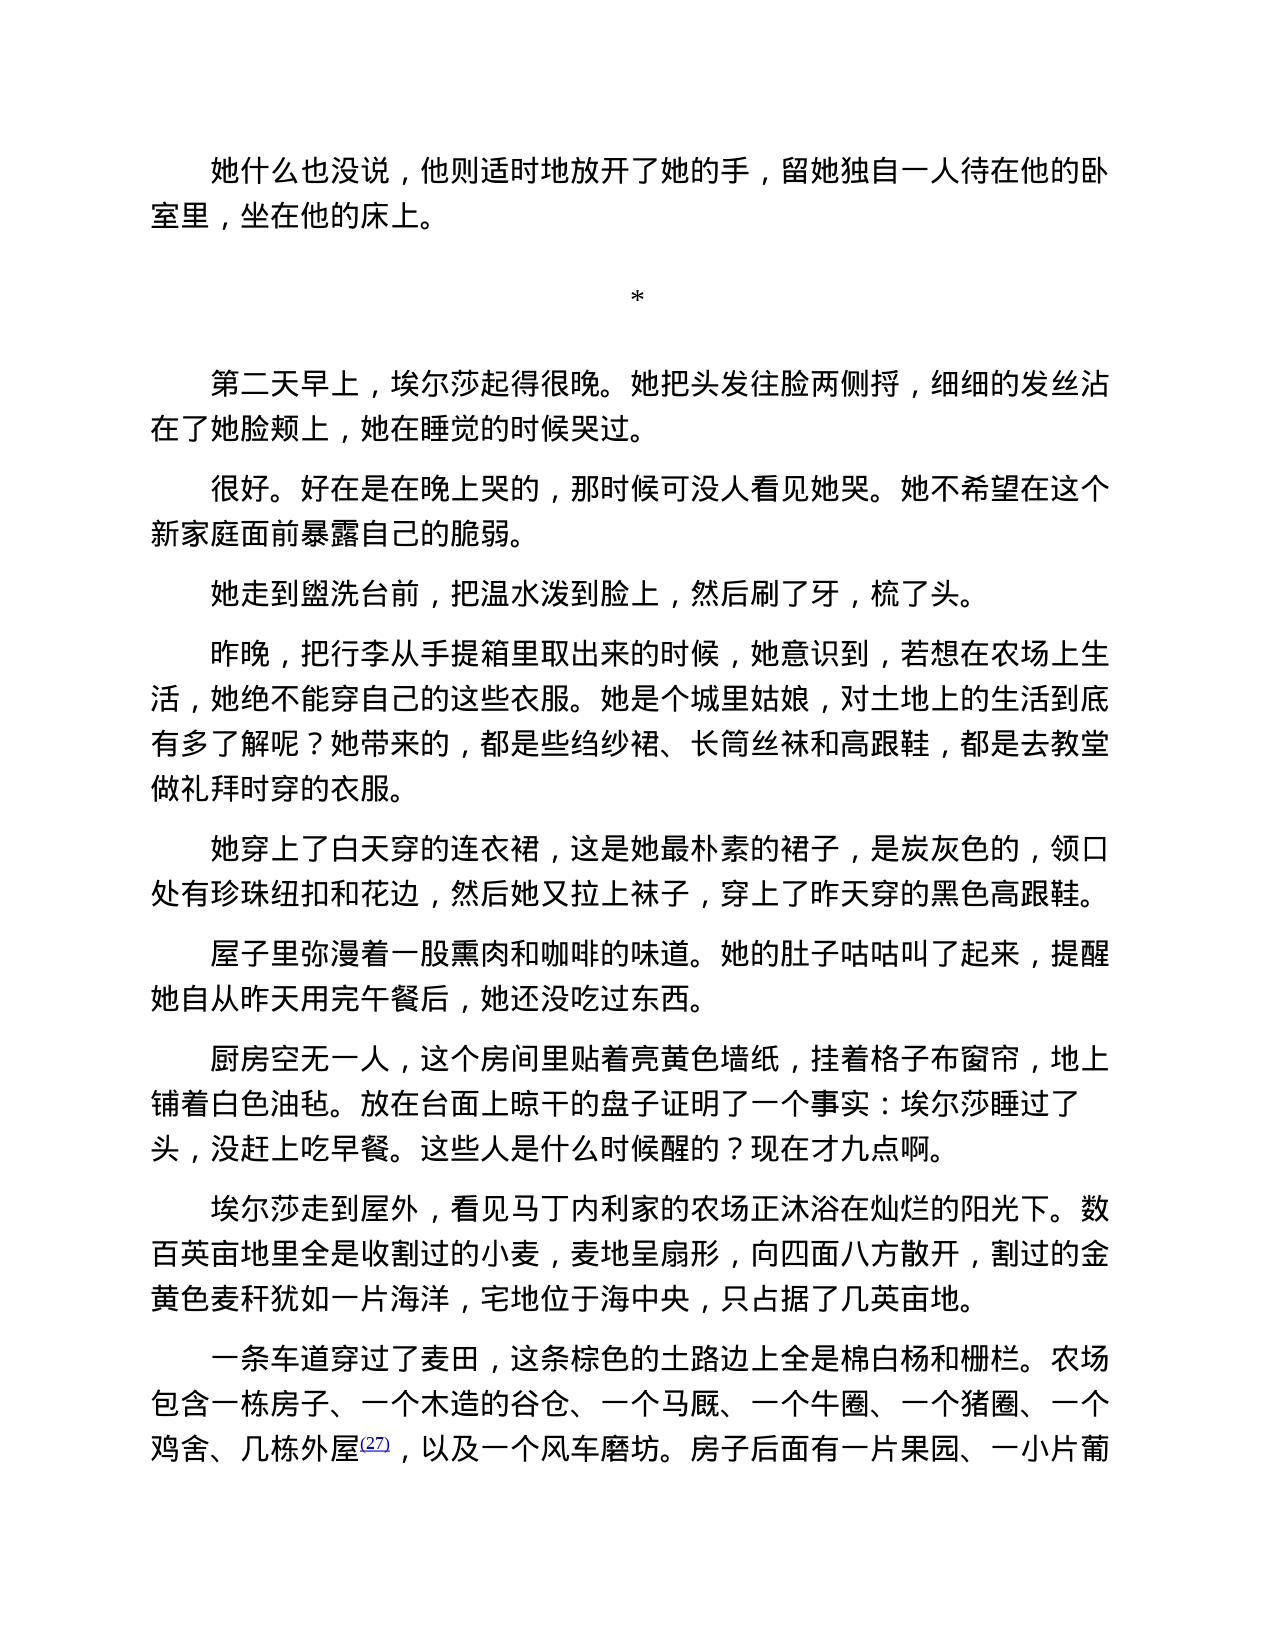 她什么也没说，他则适时地放开了她的手，留她独自一人待在他的卧
室里，坐在他的床上。
*
第二天早上，埃尔莎起得很晚。她把头发往脸两侧捋，细细的发丝沾
在了她脸颊上，她在睡觉的时候哭过。
很好。好在是在晚上哭的，那时候可没人看见她哭。她不希望在这个
新家庭面前暴露自己的脆弱。
她走到盥洗台前，把温水泼到脸上，然后刷了牙，梳了头。
昨晚，把行李从手提箱里取出来的时候，她意识到，若想在农场上生
活，她绝不能穿自己的这些衣服。她是个城里姑娘，对土地上的生活到底
有多了解呢？她带来的，都是些绉纱裙、长筒丝袜和高跟鞋，都是去教堂
做礼拜时穿的衣服。
她穿上了白天穿的连衣裙，这是她最朴素的裙子，是炭灰色的，领口
处有珍珠纽扣和花边，然后她又拉上袜子，穿上了昨天穿的黑色高跟鞋。
屋子里弥漫着一股熏肉和咖啡的味道。她的肚子咕咕叫了起来，提醒
她自从昨天用完午餐后，她还没吃过东西。
厨房空无一人，这个房间里贴着亮黄色墙纸，挂着格子布窗帘，地上
铺着白色油毡。放在台面上晾干的盘子证明了一个事实：埃尔莎睡过了
头，没赶上吃早餐。这些人是什么时候醒的？现在才九点啊。
埃尔莎走到屋外，看见马丁内利家的农场正沐浴在灿烂的阳光下。数
百英亩地里全是收割过的小麦，麦地呈扇形，向四面八方散开，割过的金
黄色麦秆犹如一片海洋，宅地位于海中央，只占据了几英亩地。
一条车道穿过了麦田，这条棕色的土路边上全是棉白杨和栅栏。农场
包含一栋房子、一个木造的谷仓、一个马厩、一个牛圈、一个猪圈、一个
鸡舍、几栋外屋(27)，以及一个风车磨坊。房子后面有一片果园、一小片葡